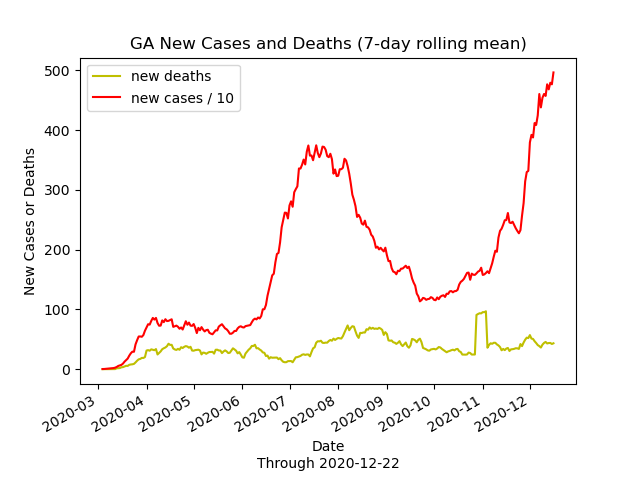 GA New Cases and Deaths (7-day rolling mean)
new deaths
new cases / 10
New Cases or Deaths
500
400
300
200
100
0
2020-03
2020-04
2020-05
2020-06
2020-07
2020-08
2020-09
2020-10
2020-11
2020-12
Date
Through 2020-12-22